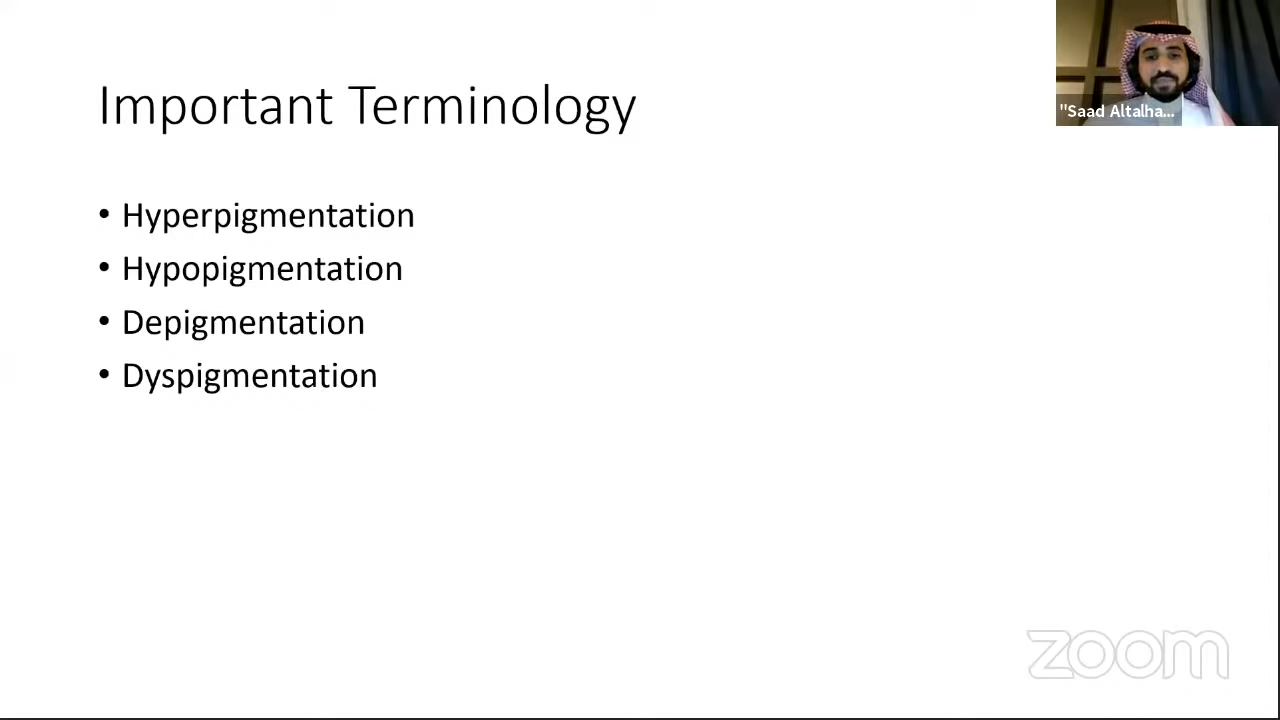 Important Terminology
"Saad Altalha...
• Hyperpigmentation
• Hypopigmentation
• Depigmentation
• Dyspigmentation
zoom